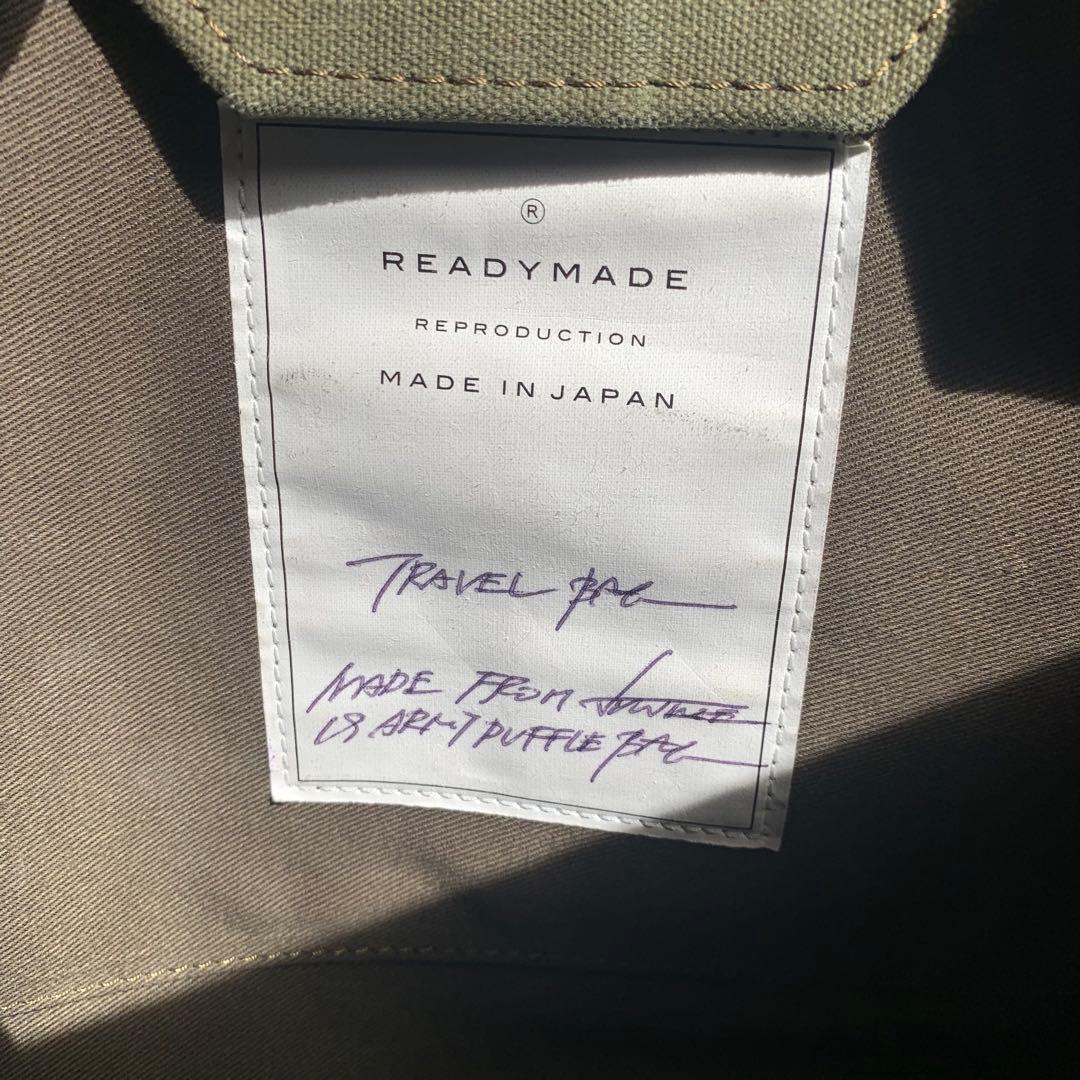 ®
READYMADE
REPRODUCTION
MADE IN JAPAN
TRAVEL BAG
MADE FROM
US ARMY DUFFLE BAG